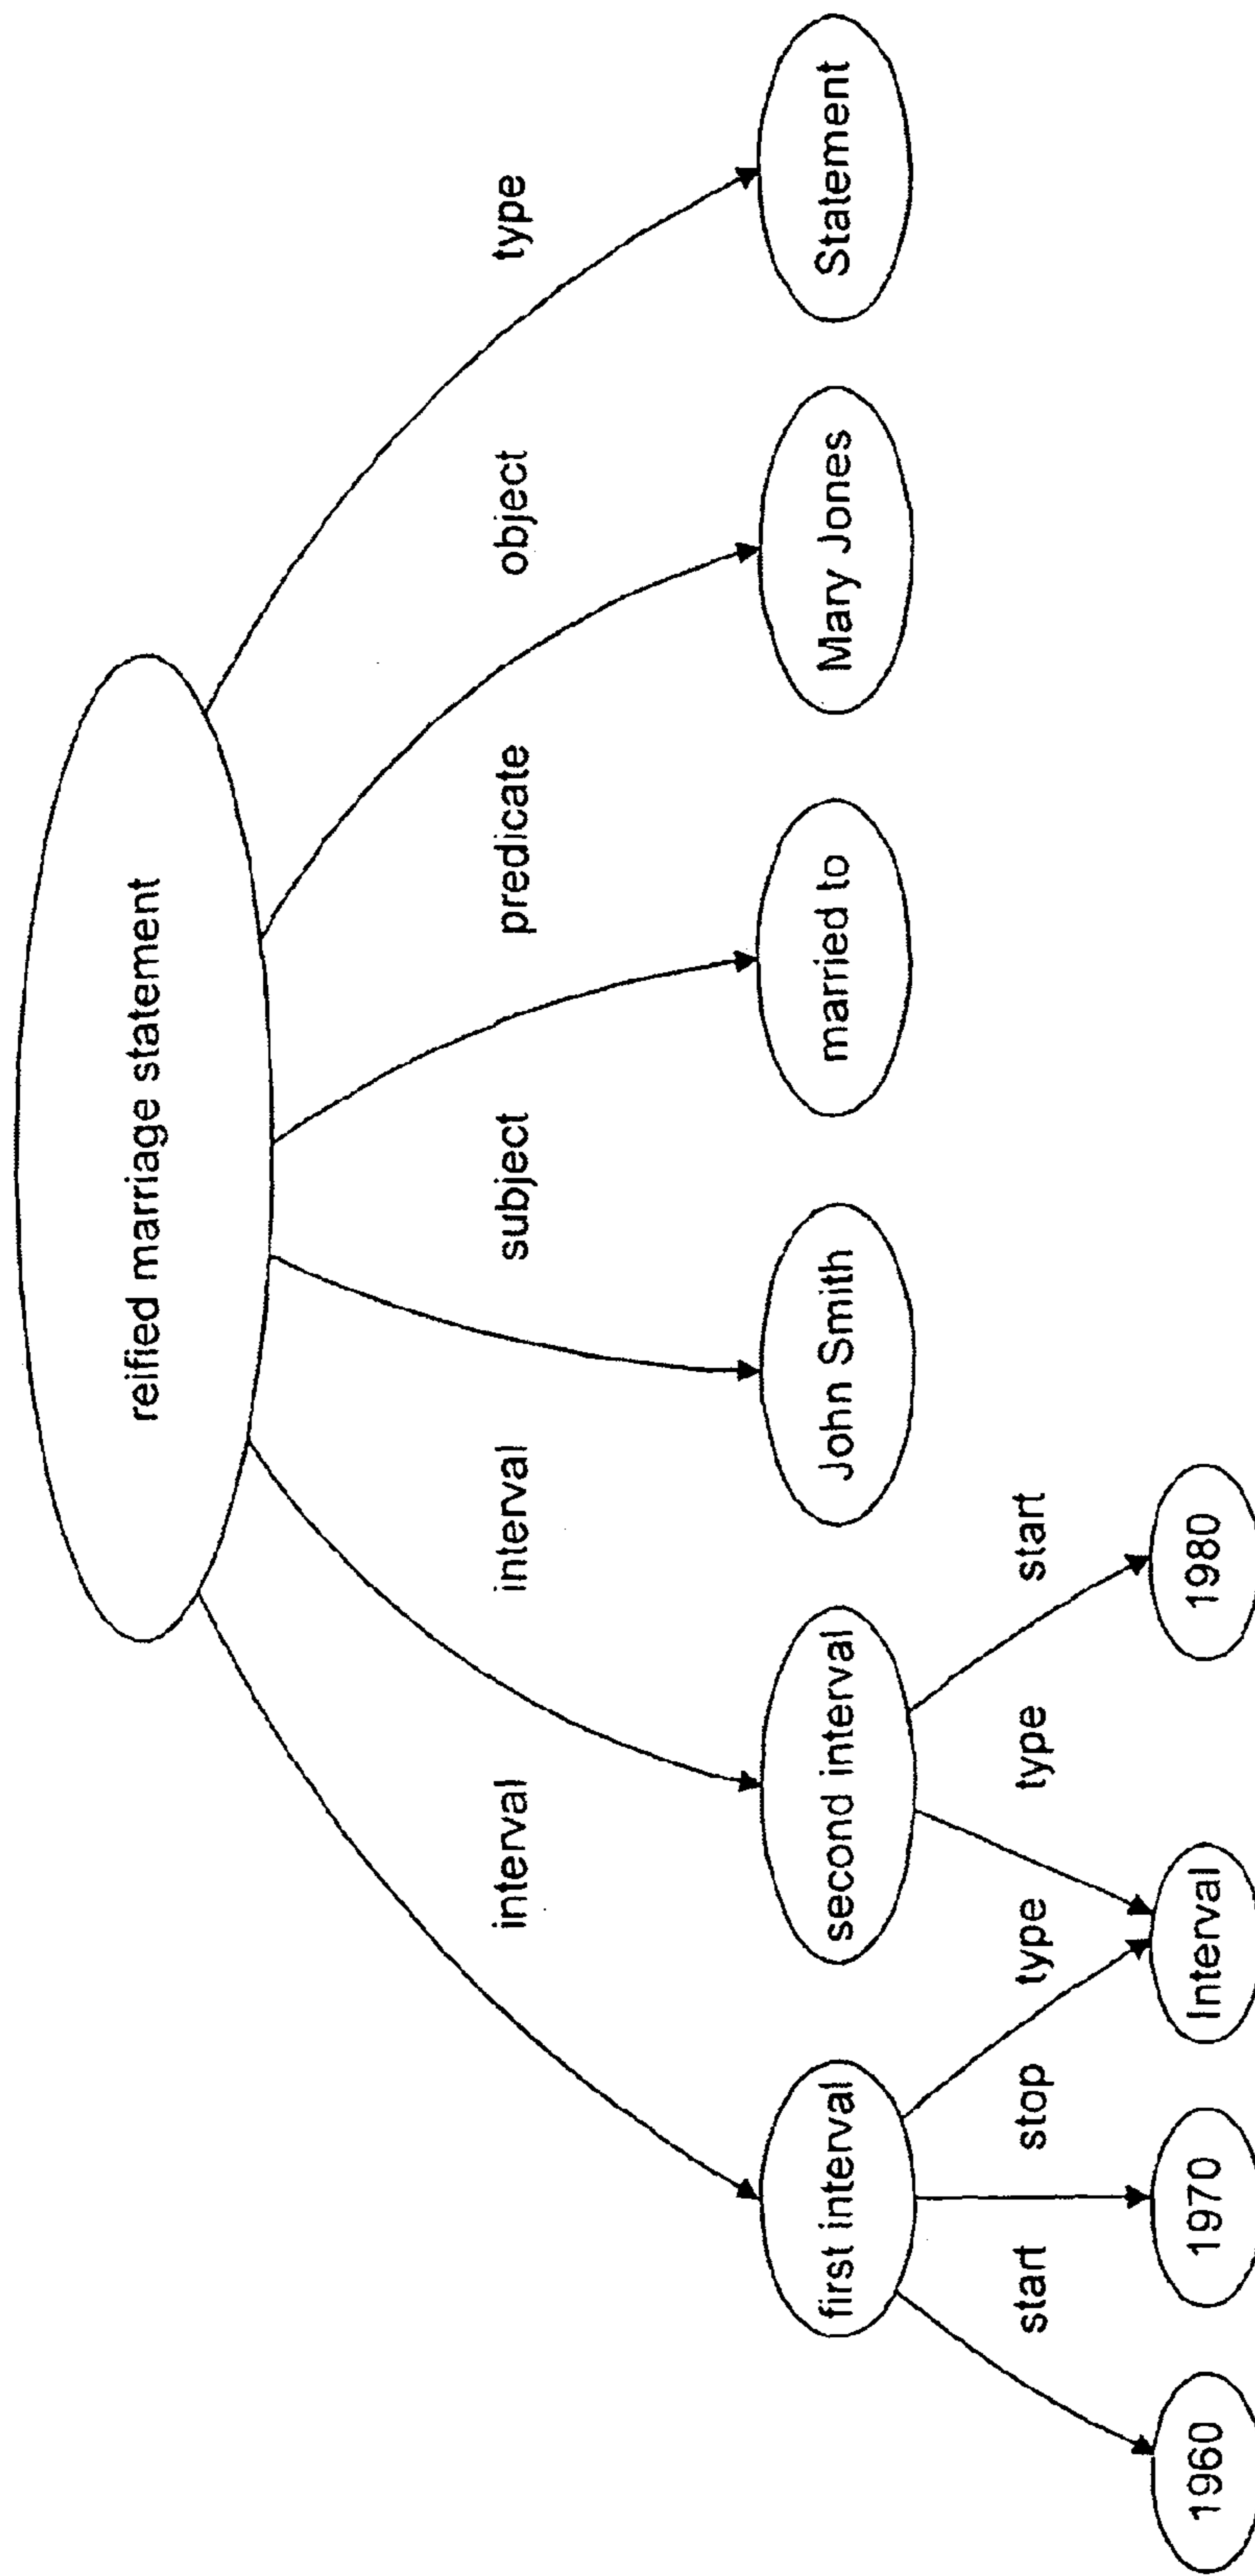 reified marriage statement
interval
interval
subject
predicate
object
type
first interval
second interval
John Smith
married to
Mary Jones
Statement
start
stop
type
type
start
1960
1970
Interval
1980